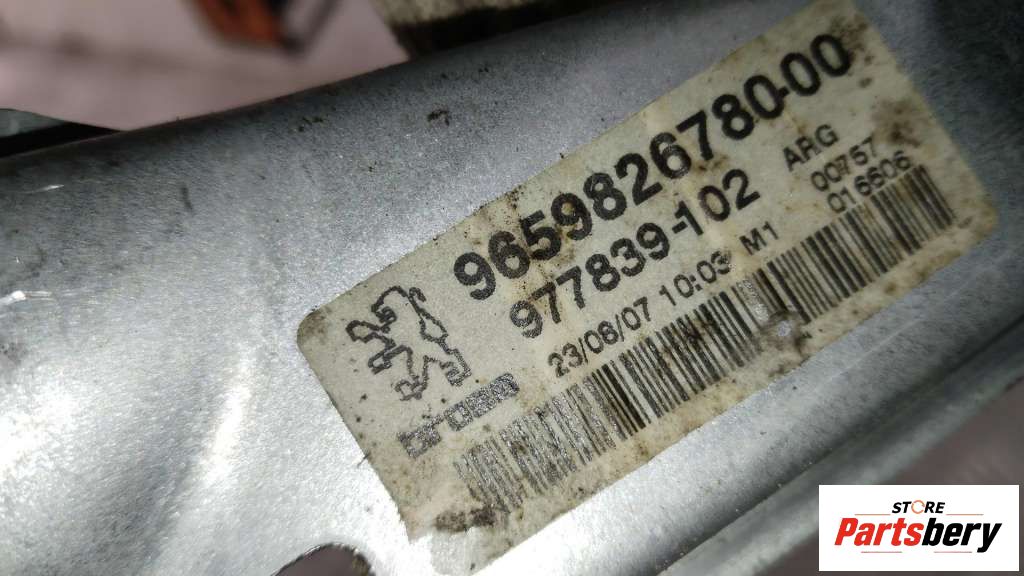 9659826780-00
977839-102
ARG
00757
23/08/07 10:03 M1
016606
STORE
Partsbery